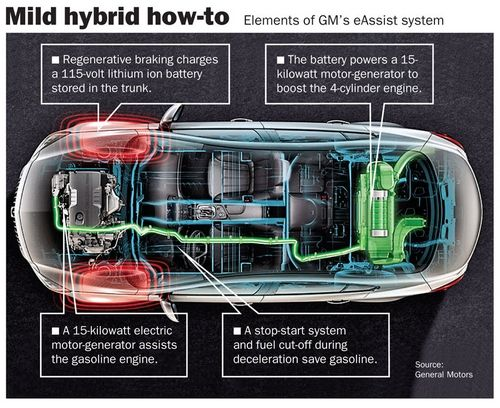 Mild hybrid how-to Elements of GM's eAssist system
■ Regenerative braking charges
a 115-volt lithium ion battery
stored in the trunk.
■ The battery powers a 15-
kilowatt motor-generator to
boost the 4-cylinder engine.
■ A 15-kilowatt electric
motor-generator assists
the gasoline engine.
■ A stop-start system
and fuel cut-off during
deceleration save gasoline.
Source:
General Motors